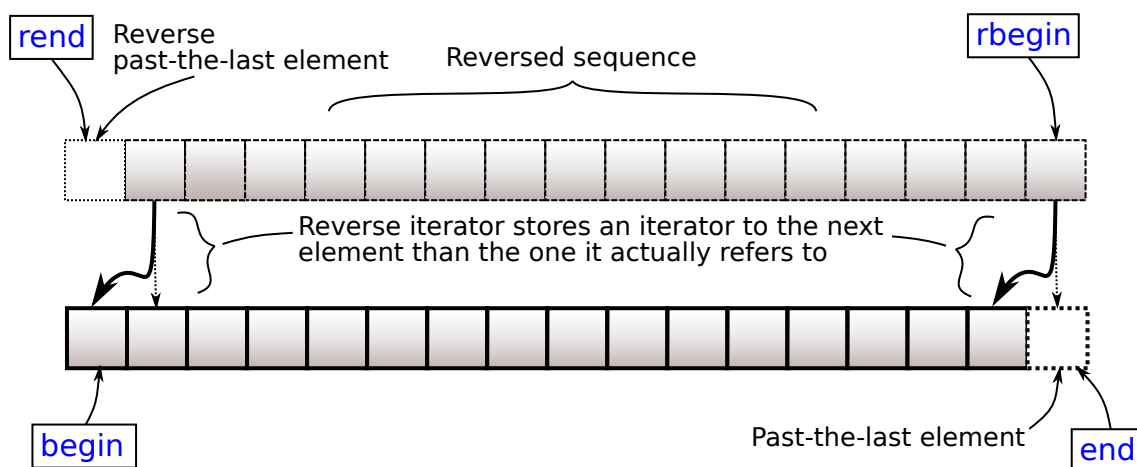 rend
Reverse
past-the-last element
Reversed sequence
rbegin
Reverse iterator stores an iterator to the next
element than the one it actually refers to
begin
Past-the-last element
end